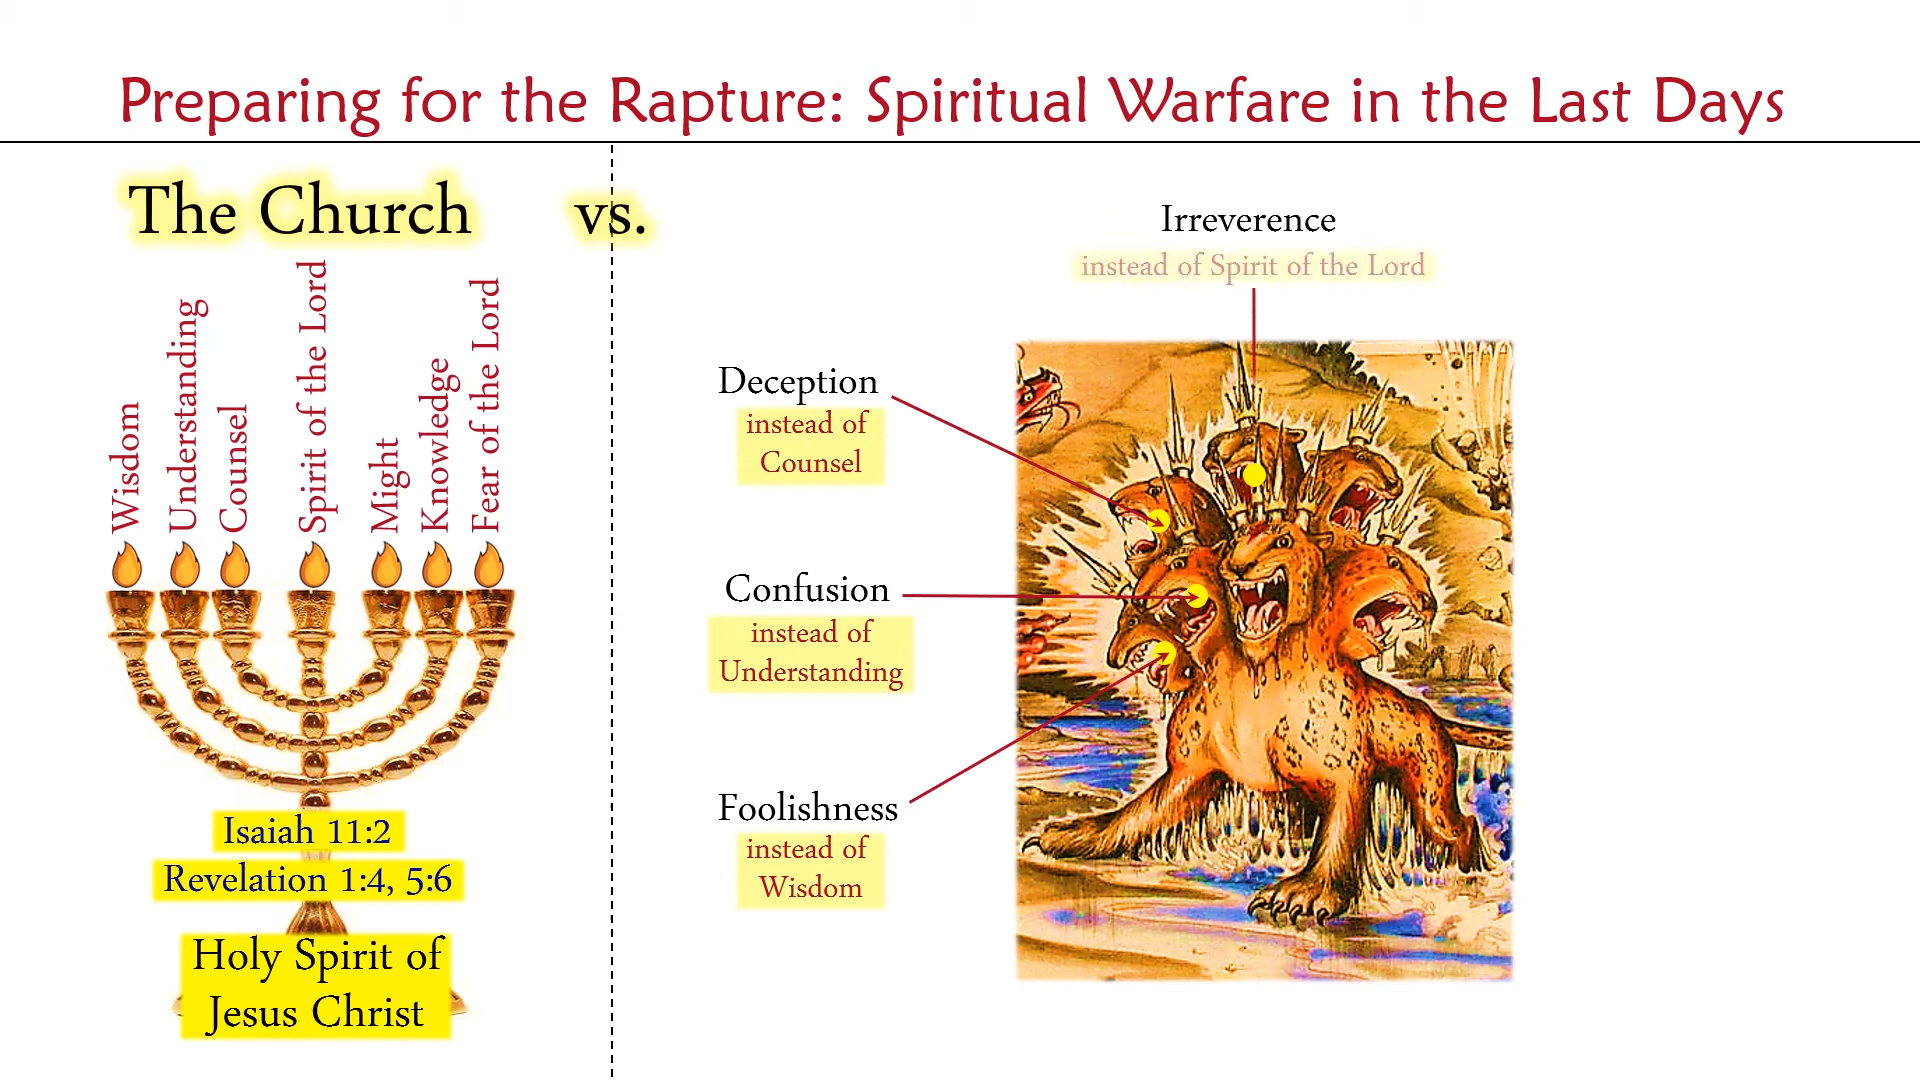 Preparing for the Rapture: Spiritual Warfare in the Last Days
The Church
vs.
Wisdom
Understanding
Counsel
Spirit of the Lord
Might
Knowledge
Fear of the Lord
Isaiah 11:2
Revelation 1:4, 5:6
Holy Spirit of
Jesus Christ
Irreverence
instead of Spirit of the Lord
Deception
instead of
Counsel
Confusion
instead of
Understanding
Foolishness
instead of
Wisdom